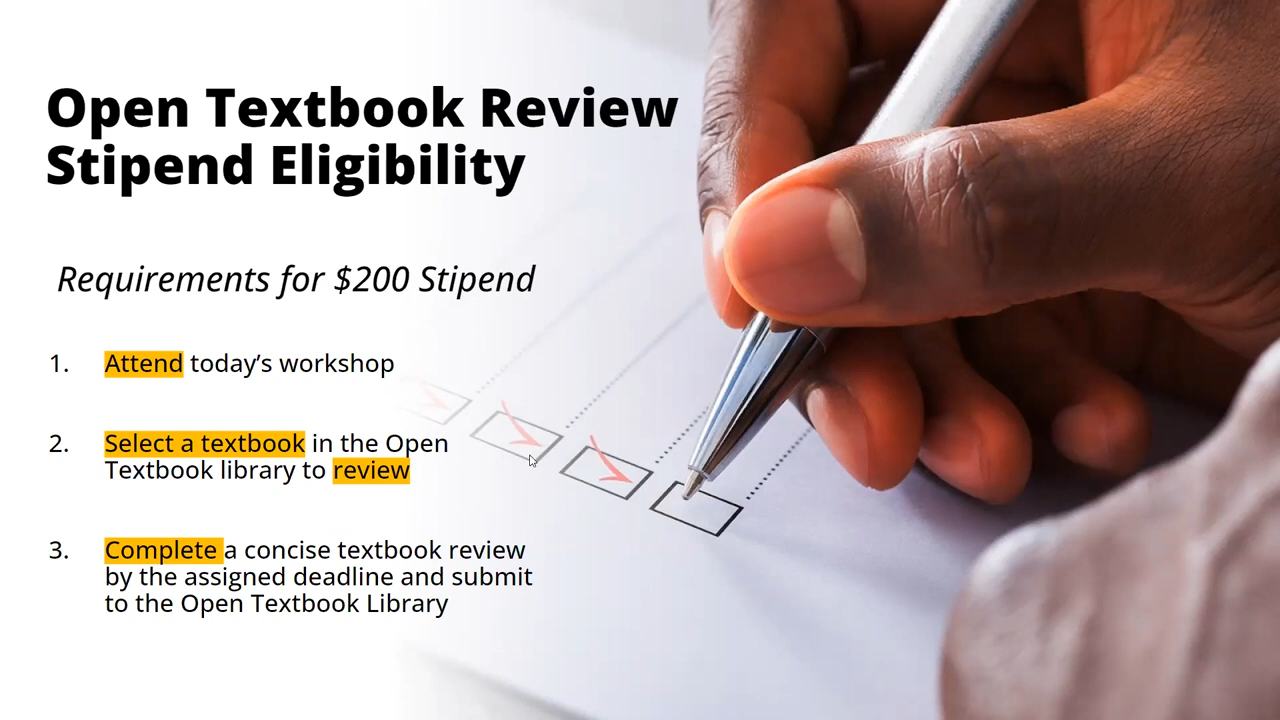 Open Textbook Review
Stipend Eligibility
Requirements for $200 Stipend
1. Attend today’s workshop
2. Select a textbook in the Open
Textbook library to review
3. Complete a concise textbook review
by the assigned deadline and submit
to the Open Textbook Library